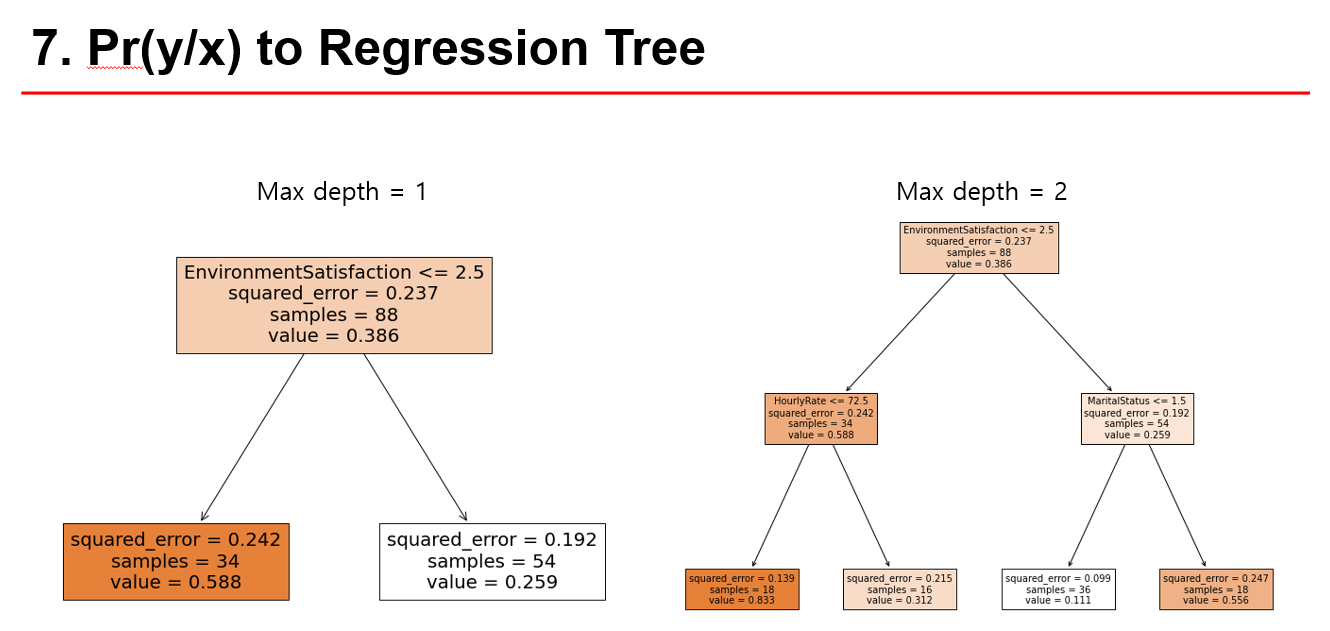 7. Pr(y/x) to Regression Tree
Max depth = 1
EnvironmentSatisfaction <= 2.5
squared_error = 0.237
samples = 88
value = 0.386
squared_error = 0.242
samples = 34
value = 0.588
squared_error = 0.192
samples = 54
value = 0.259
Max depth = 2
EnvironmentSatisfaction <= 2.5
squared_error = 0.237
samples = 88
value = 0.386
HourlyRate <= 72.5
squared_error = 0.242
samples = 34
value = 0.588
MaritalStatus <= 1.5
squared_error = 0.192
samples = 54
value = 0.259
squared_error = 0.139
samples = 18
value = 0.833
squared_error = 0.215
samples = 16
value = 0.312
squared_error = 0.099
samples = 36
value = 0.111
squared_error = 0.247
samples = 18
value = 0.556